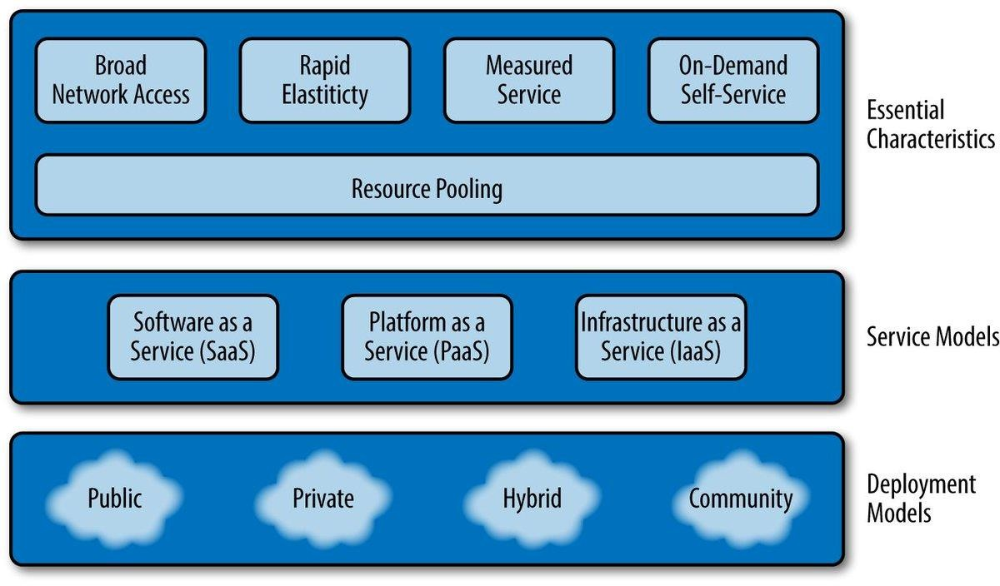 Broad
Network Access
Rapid
Elastiticty
Measured
Service
On-Demand
Self-Service
Resource Pooling
Essential
Characteristics
Software as a
Service (SaaS)
Platform as a
Service (PaaS)
Infrastructure as a
Service (IaaS)
Service Models
Public
Private
Hybrid
Community
Deployment
Models